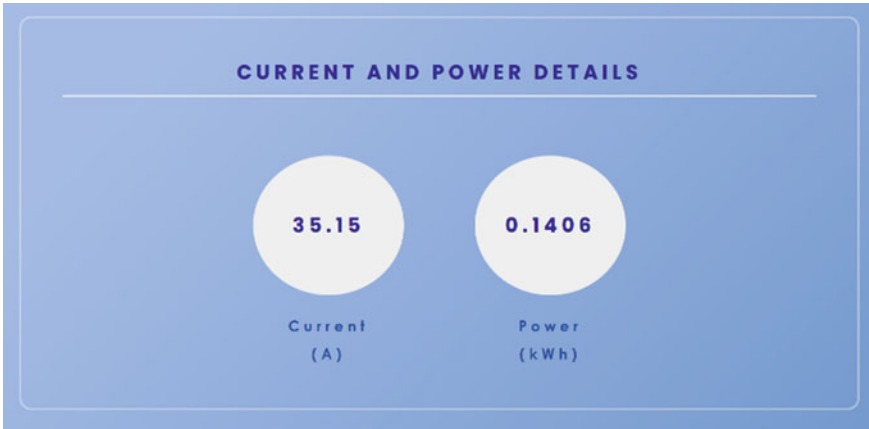 CURRENT AND POWER DETAILS
35.15 0.1406
Current Power
(A) (kWh)